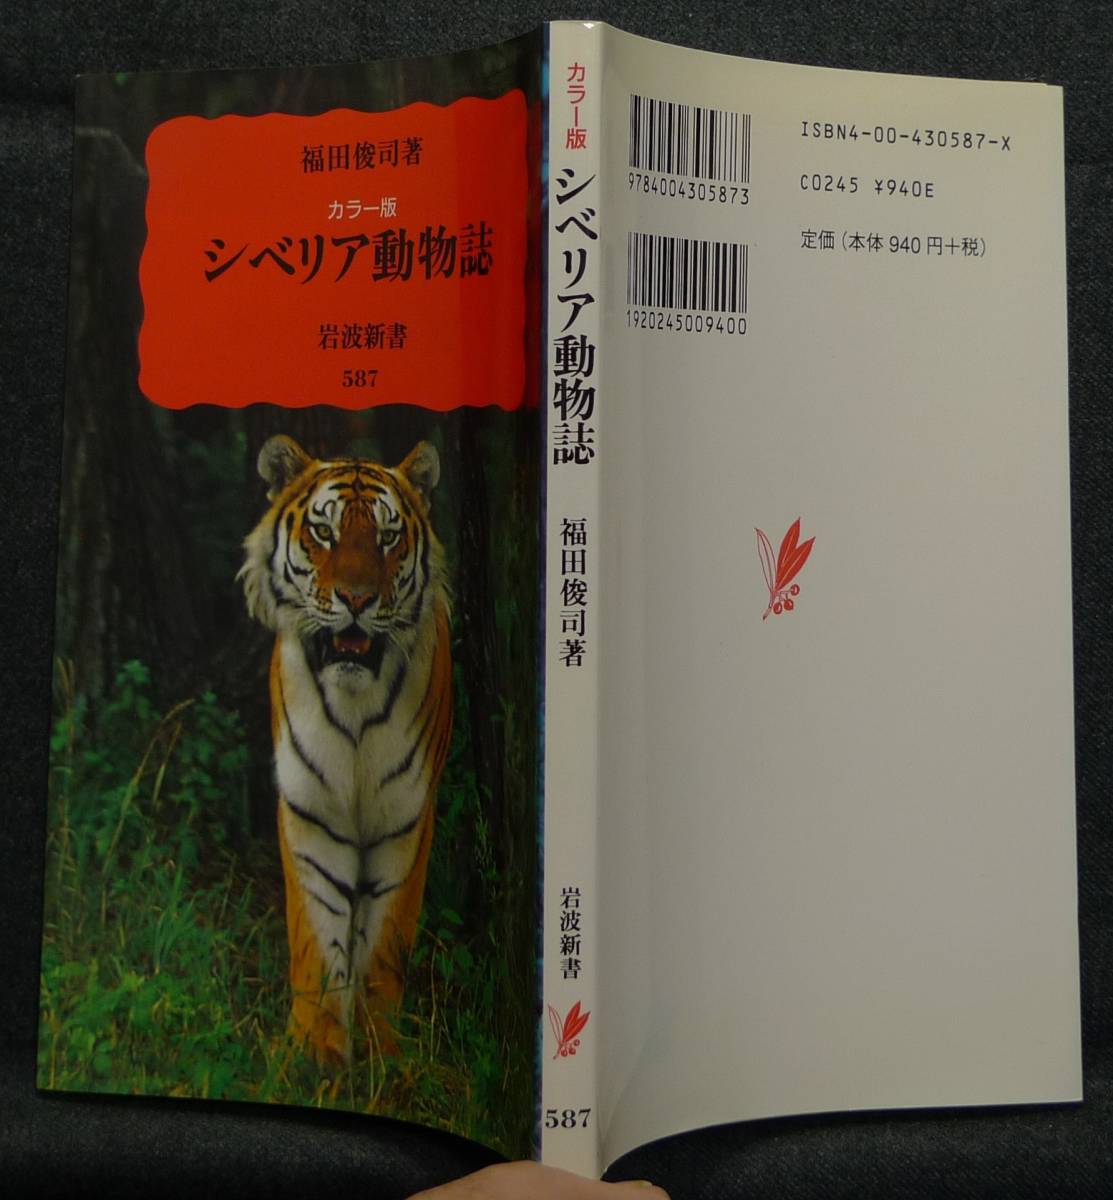 福田俊司著
カラー版
シベリア動物誌
岩波新書
587
カラー版
シベリア動物誌
福田俊司著
岩波新書
587
9784004305873
1920245009400
ISBN4-00-430587-X
C0245 ¥940E
定価(本体 940円+税)